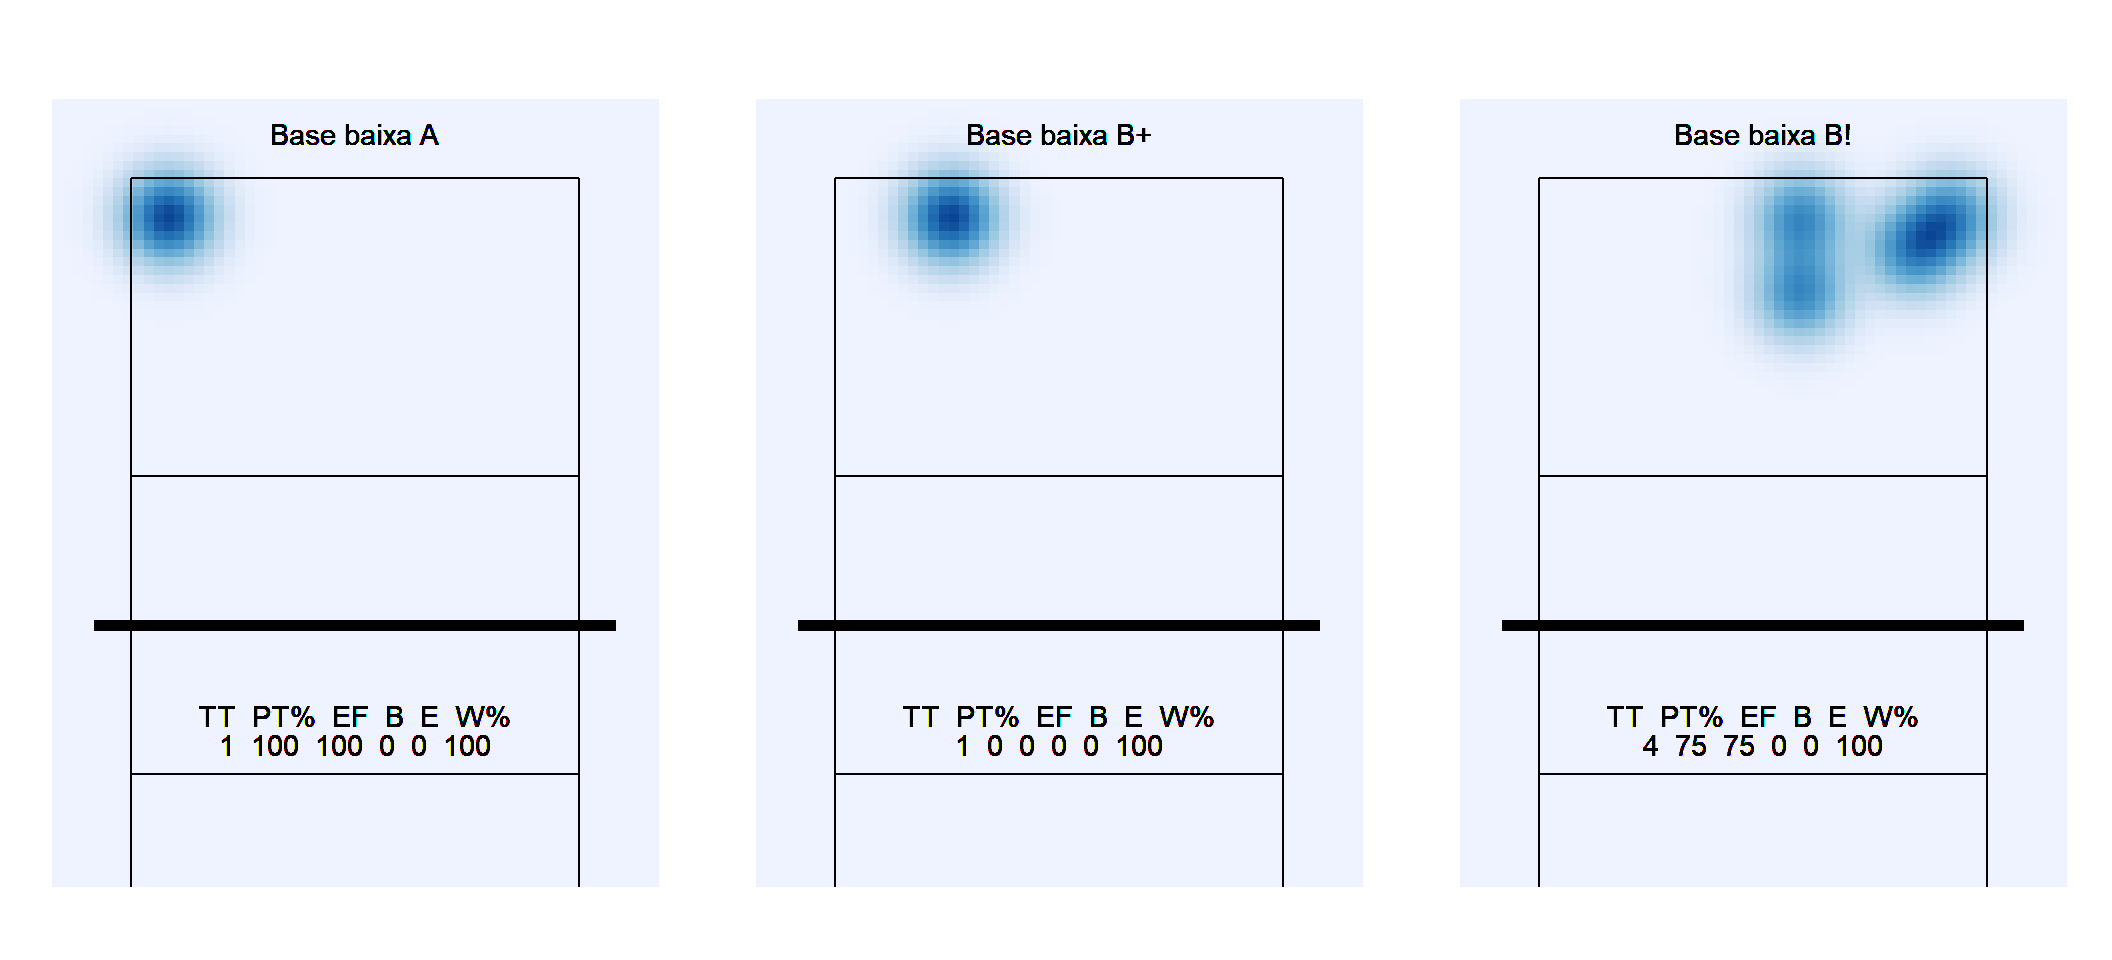 Base baixa A
TT PT% EF B E W%
1 100 100 0 0 100
Base baixa B+
TT PT% EF B E W%
1 0 0 0 0 100
Base baixa B!
TT PT% EF B E W%
4 75 75 0 0 100